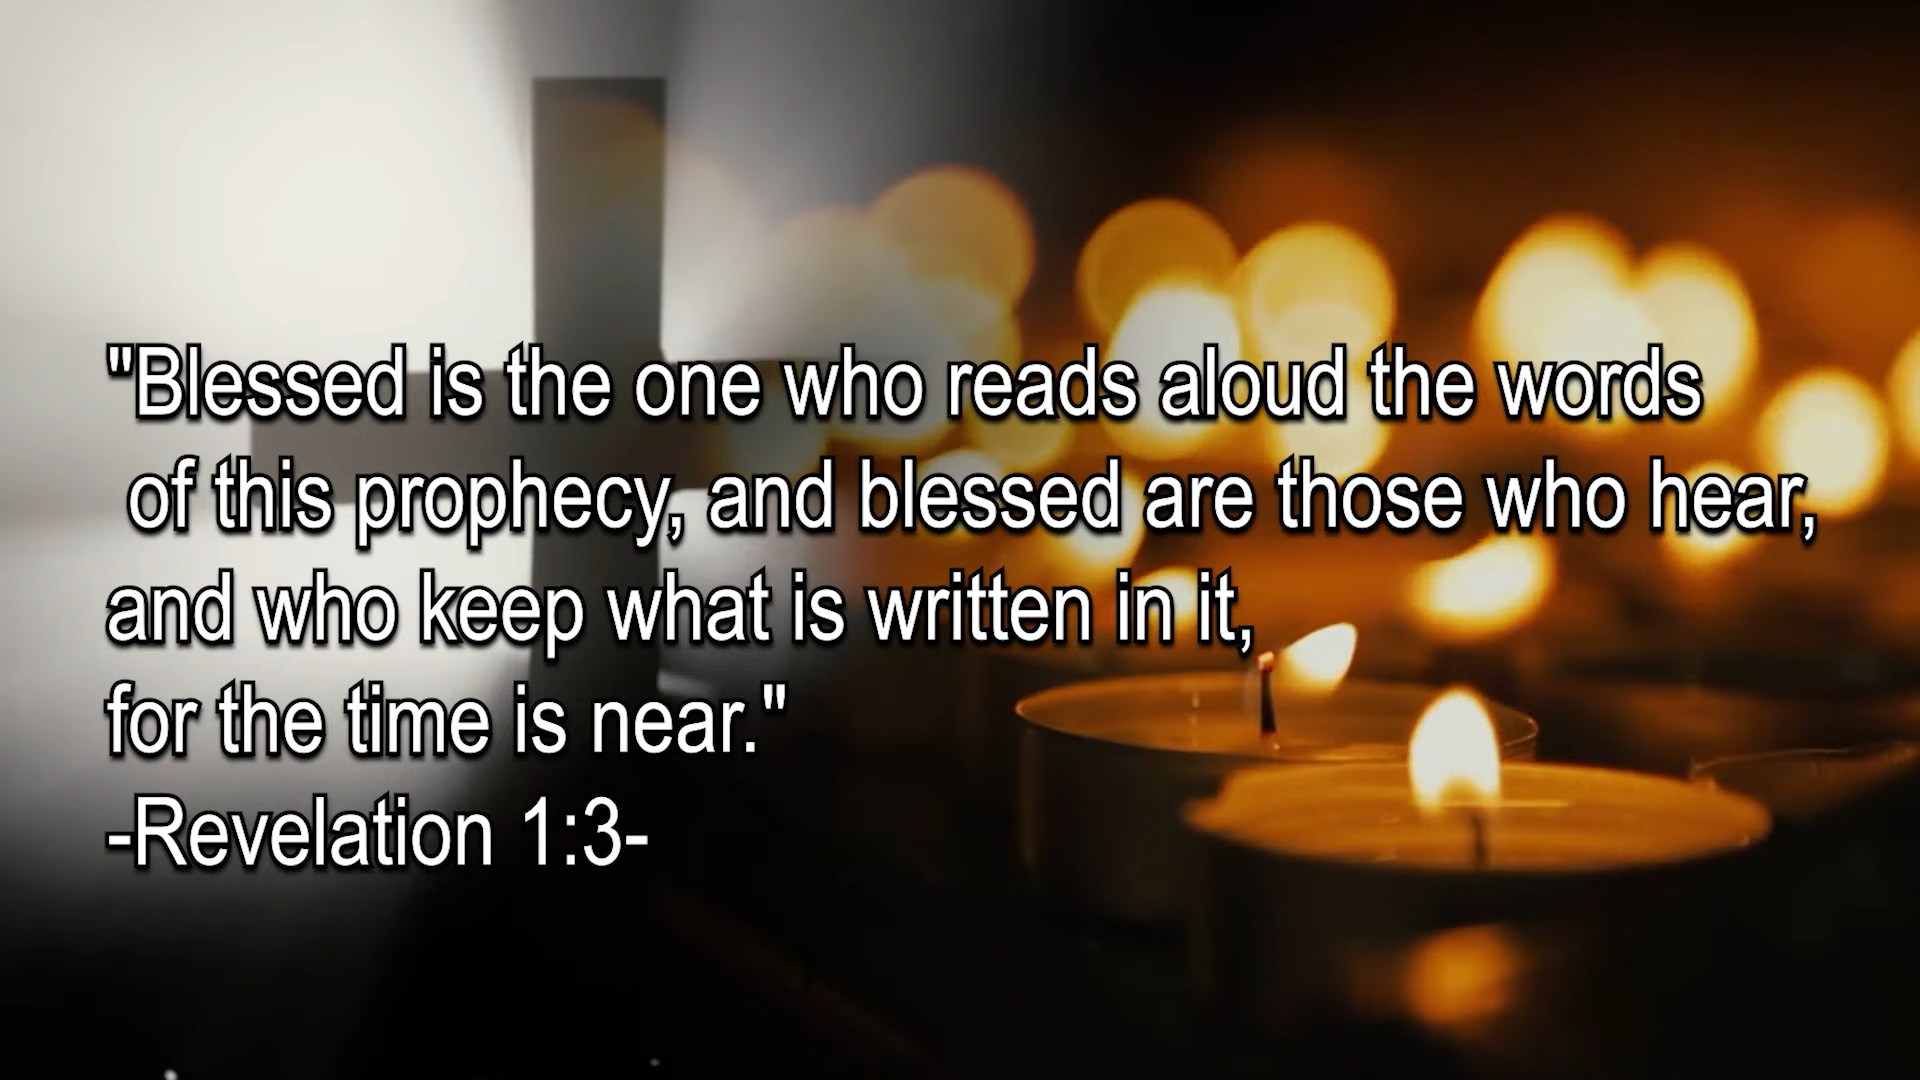 "Blessed is the one who reads aloud the words
of this prophecy, and blessed are those who hear,
and who keep what is written in it,
for the time is near."
-Revelation 1:3-